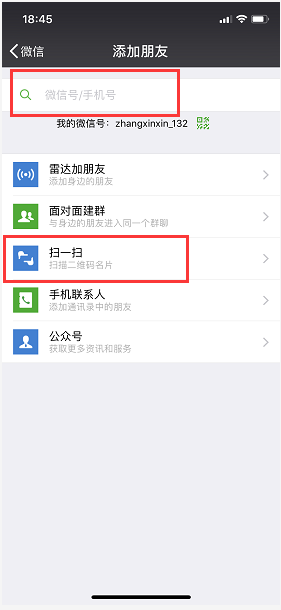 18:45
微信
添加朋友
微信号/手机号
我的微信号：zhangxinxin_132
雷达加朋友
添加身边的朋友
面对面建群
与身边的朋友进入同一个群聊
扫一扫
扫描二维码名片
手机联系人
添加通讯录中的朋友
公众号
获取更多资讯和服务